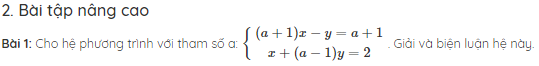 2. Bài tập nâng cao
Bài 1: Cho hệ phương trình với tham số a: { (a + 1)x − y = a + 1
x + (a − 1)y = 2 . Giải và biện luận hệ này.